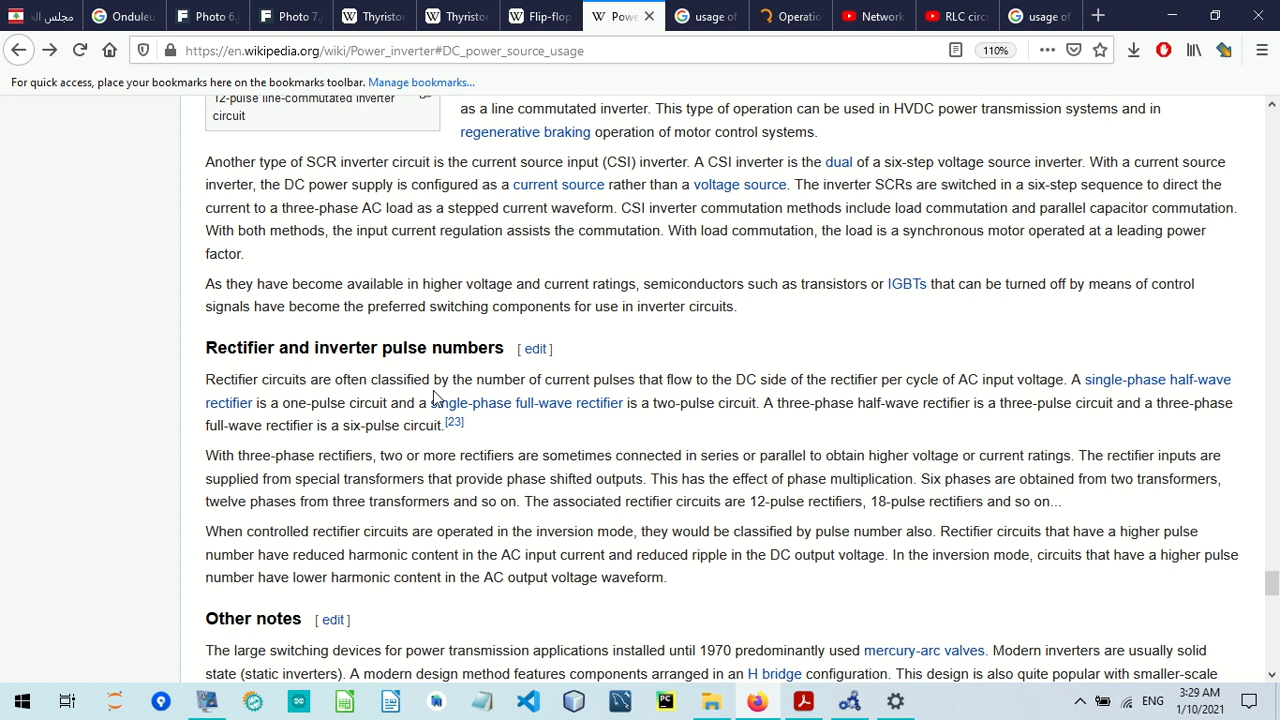 مجلس الد
Onduleu
Photo 6.
Photo 7.
Thyristor
Thyristor
Flip-flop
Powe
usage of
Operatio
Network
RLC circ
usage of
https://en.wikipedia.org/wiki/Power_inverter#DC_power_source_usage
110%
For quick access, place your bookmarks here on the bookmarks toolbar. Manage bookmarks...
12-pulse line-commutated inverter
circuit
as a line commutated inverter. This type of operation can be used in HVDC power transmission systems and in
regenerative braking operation of motor control systems.
Another type of SCR inverter circuit is the current source input (CSI) inverter. A CSI inverter is the dual of a six-step voltage source inverter. With a current source
inverter, the DC power supply is configured as a current source rather than a voltage source. The inverter SCRs are switched in a six-step sequence to direct the
current to a three-phase AC load as a stepped current waveform. CSI inverter commutation methods include load commutation and parallel capacitor commutation.
With both methods, the input current regulation assists the commutation. With load commutation, the load is a synchronous motor operated at a leading power
factor.
As they have become available in higher voltage and current ratings, semiconductors such as transistors or IGBTs that can be turned off by means of control
signals have become the preferred switching components for use in inverter circuits.
Rectifier and inverter pulse numbers [ edit ]
Rectifier circuits are often classified by the number of current pulses that flow to the DC side of the rectifier per cycle of AC input voltage. A single-phase half-wave
rectifier is a one-pulse circuit and a single-phase full-wave rectifier is a two-pulse circuit. A three-phase half-wave rectifier is a three-pulse circuit and a three-phase
full-wave rectifier is a six-pulse circuit.[23]
With three-phase rectifiers, two or more rectifiers are sometimes connected in series or parallel to obtain higher voltage or current ratings. The rectifier inputs are
supplied from special transformers that provide phase shifted outputs. This has the effect of phase multiplication. Six phases are obtained from two transformers,
twelve phases from three transformers and so on. The associated rectifier circuits are 12-pulse rectifiers, 18-pulse rectifiers and so on...
When controlled rectifier circuits are operated in the inversion mode, they would be classified by pulse number also. Rectifier circuits that have a higher pulse
number have reduced harmonic content in the AC input current and reduced ripple in the DC output voltage. In the inversion mode, circuits that have a higher pulse
number have lower harmonic content in the AC output voltage waveform.
Other notes [ edit ]
The large switching devices for power transmission applications installed until 1970 predominantly used mercury-arc valves. Modern inverters are usually solid
state (static inverters). A modern design method features components arranged in an H bridge configuration. This design is also quite popular with smaller-scale
ENG
3:29 AM
1/10/2021